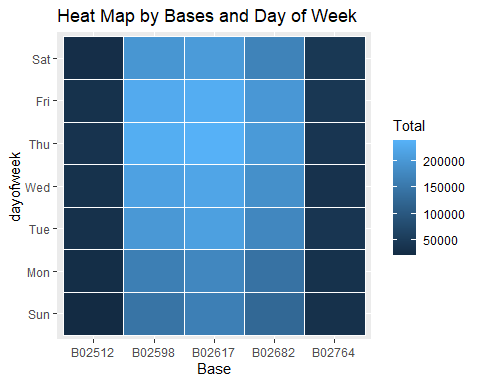 Heat Map by Bases and Day of Week
Sat
Fri
Thu
Wed
Tue
Mon
Sun
dayofweek
B02512 B02598 B02617 B02682 B02764
Base
Total
200000
150000
100000
50000